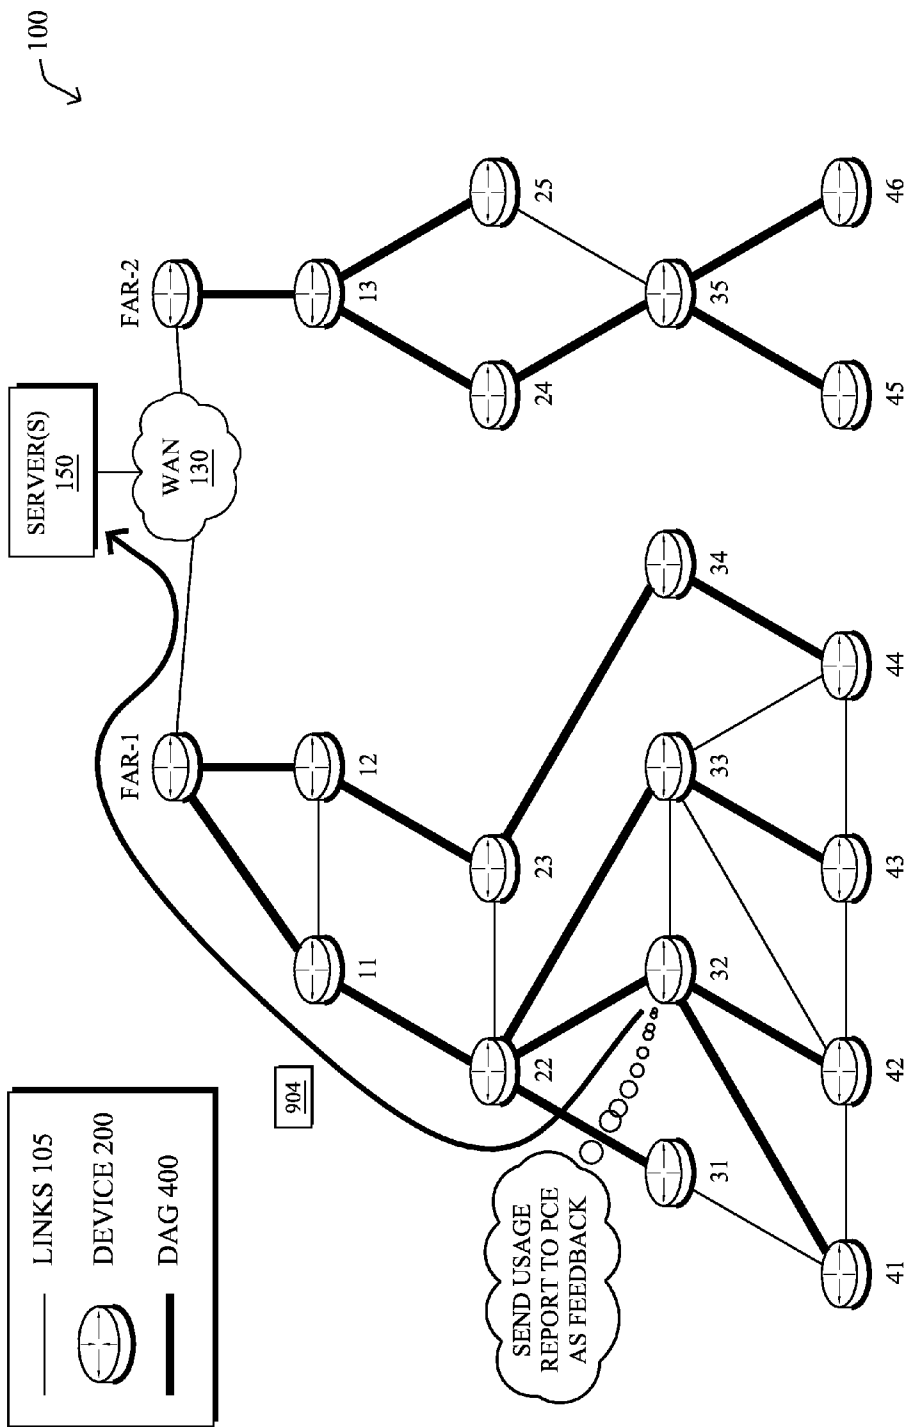 100
SERVER(S)
150
WAN
130
FAR-1
FAR-2
11
12
13
904
22
23
24
25
SEND USAGE
REPORT TO PCE
AS FEEDBACK
31
32
33
34
35
41
42
43
44
45
46
LINKS 105
DEVICE 200
DAG 400